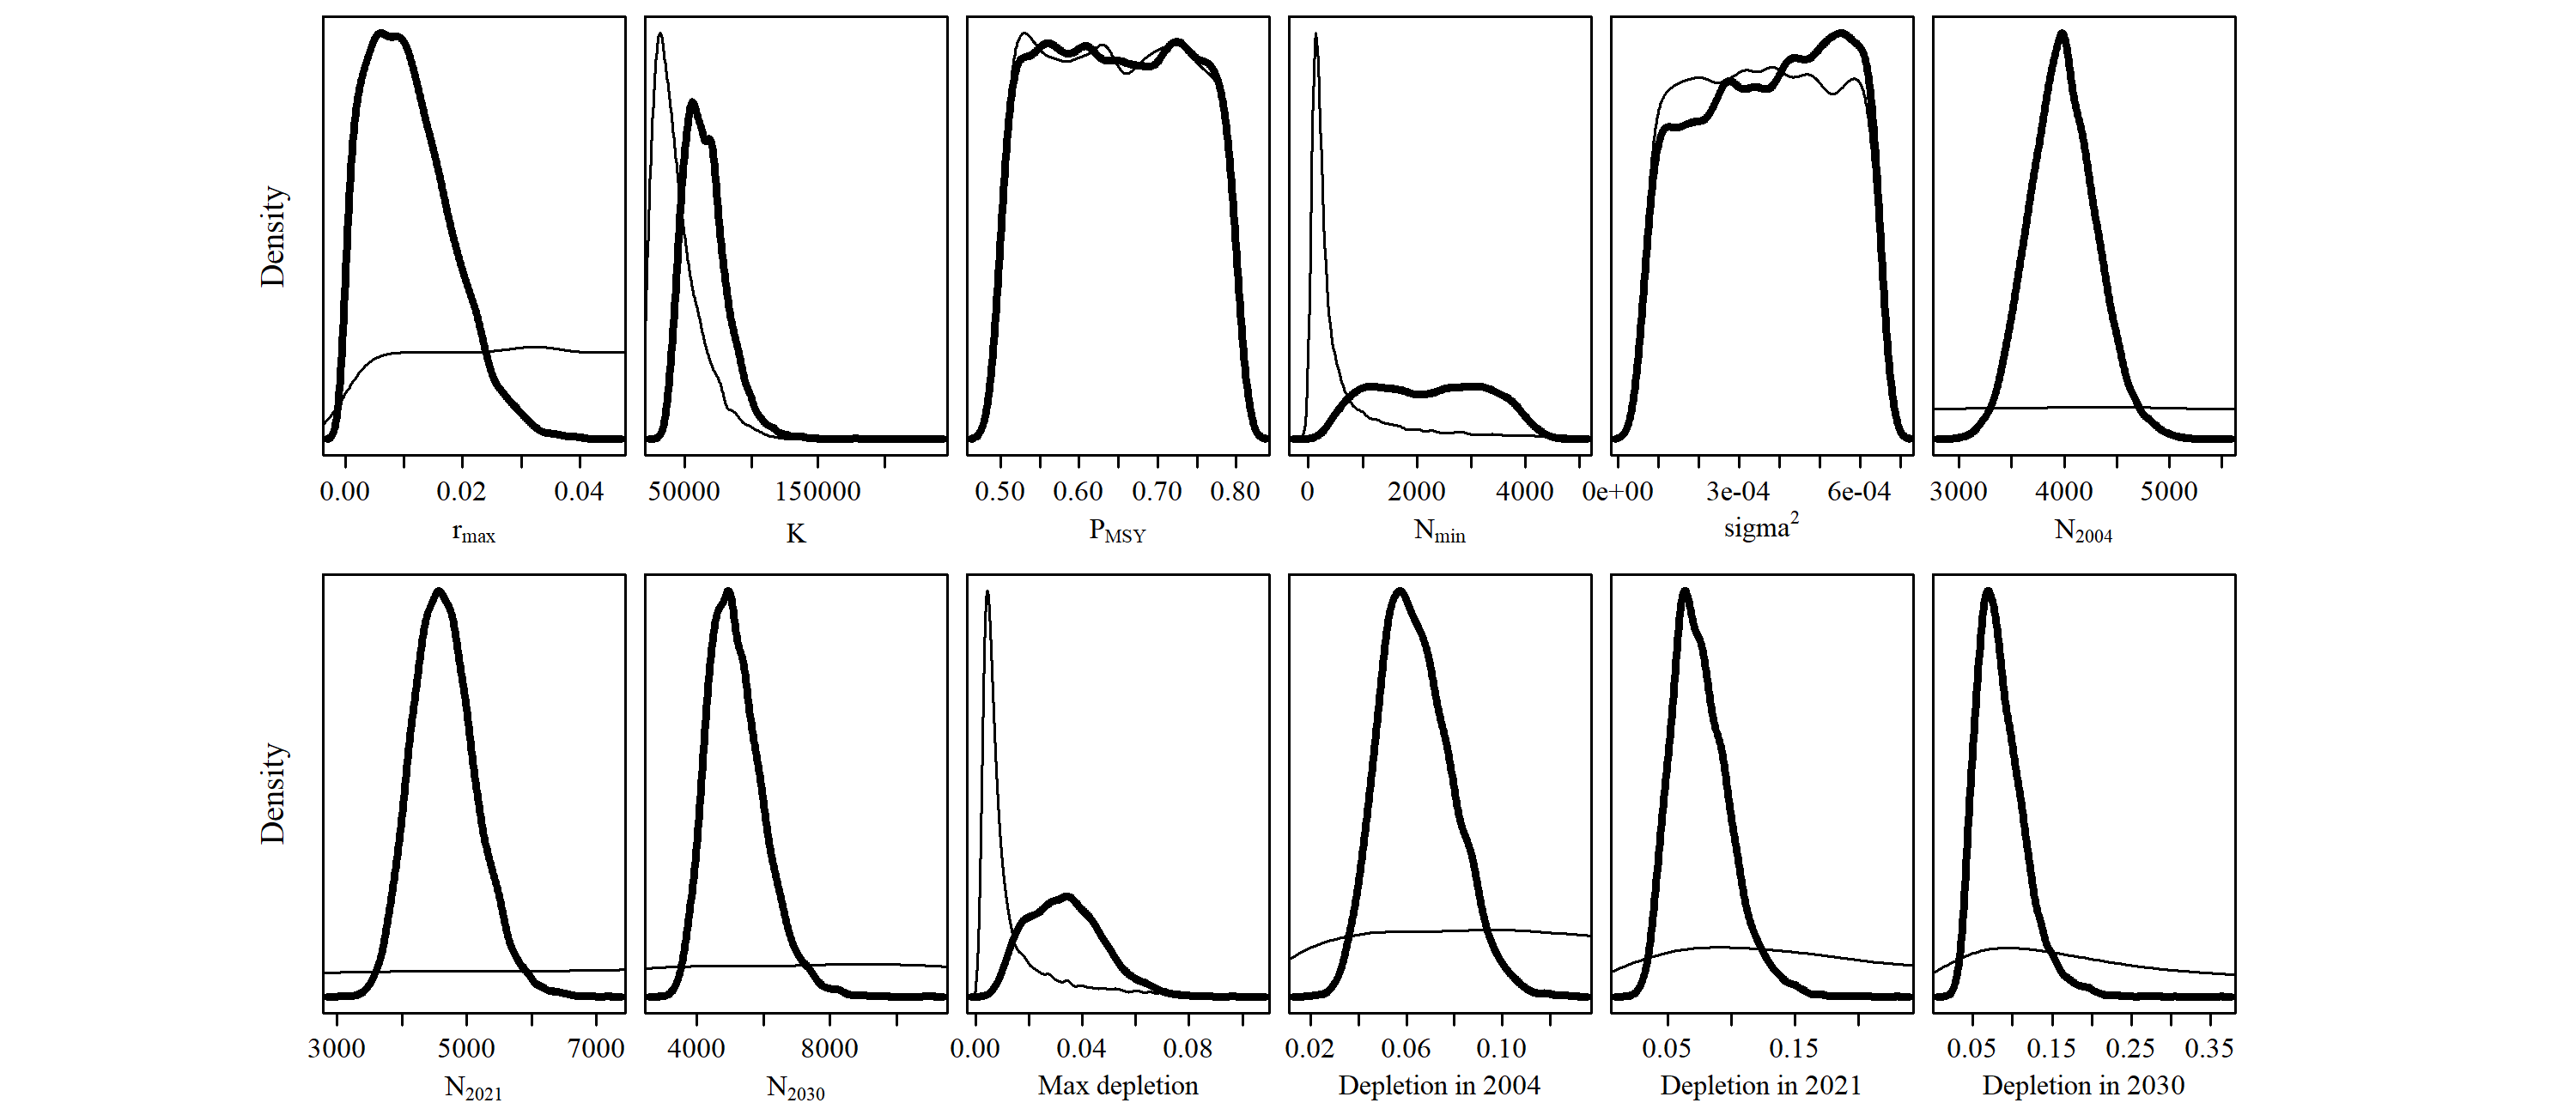 Density
0.00 0.02 0.04
50000 150000
0.50 0.60 0.70 0.80
0 2000 4000
0e+00 3e-04 6e-04
3000 4000 5000
r_max
K
P_MSY
N_min
sigma²
N_2004
Density
3000 5000 7000
4000 8000
0.00 0.04 0.08
0.02 0.06 0.10
0.05 0.15
0.05 0.15 0.25 0.35
N_2021
N_2030
Max depletion
Depletion in 2004
Depletion in 2021
Depletion in 2030